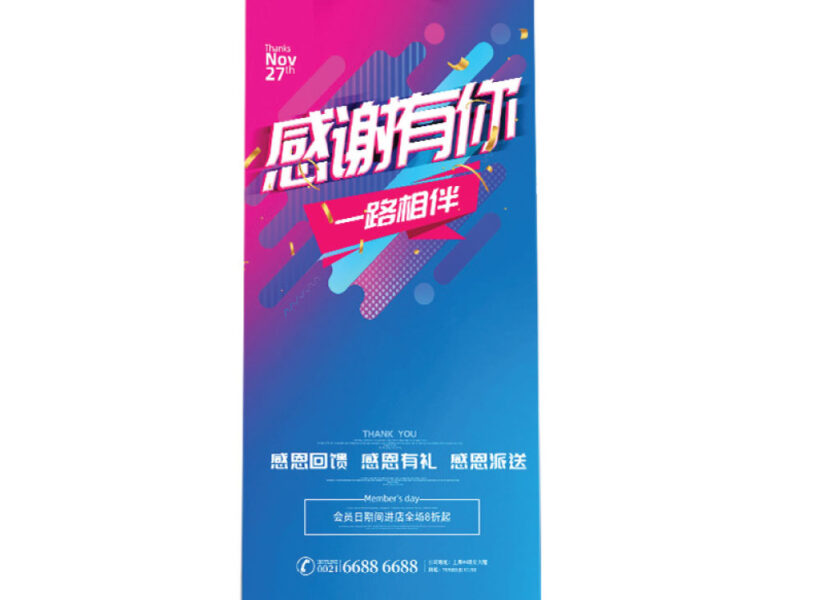 Thanks
Nov
27th
感谢有你
一路相伴
THANK YOU
感恩回馈 感恩有礼 感恩派送
Member's day
会员日期间进店全场8折起
HOTLINE
0021 6688 6688